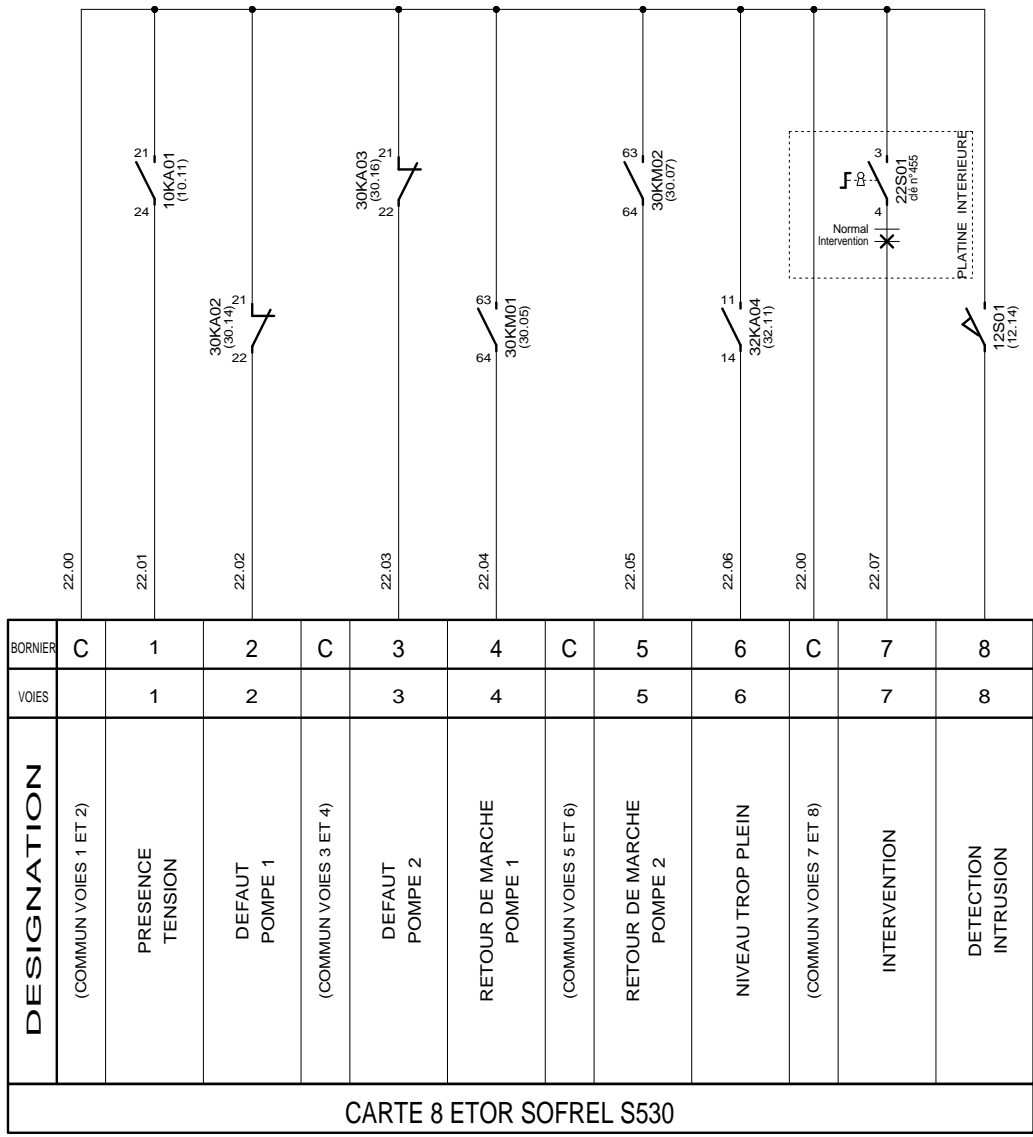 21
10KA01
(10.11)
24
30KA03
(30.16)
21
22
63
30KM02
(30.07)
64
3
22S01
clé n°455
4
Normal
Intervention
PLATINE INTERIEURE
30KA02
(30.14)
21
22
63
30KM01
(30.05)
64
11
32KA04
(32.11)
14
12S01
(12.14)
22.00
22.01
22.02
22.03
22.04
22.05
22.06
22.00
22.07
BORNIER C 1 2 C 3 4 C 5 6 C 7 8
VOIES 1 2 3 4 5 6 7 8
DESIGNATION
(COMMUN VOIES 1 ET 2)
PRESENCE
TENSION
DEFAUT
POMPE 1
(COMMUN VOIES 3 ET 4)
DEFAUT
POMPE 2
RETOUR DE MARCHE
POMPE 1
(COMMUN VOIES 5 ET 6)
RETOUR DE MARCHE
POMPE 2
NIVEAU TROP PLEIN
(COMMUN VOIES 7 ET 8)
INTERVENTION
DETECTION
INTRUSION
CARTE 8 ETOR SOFREL S530